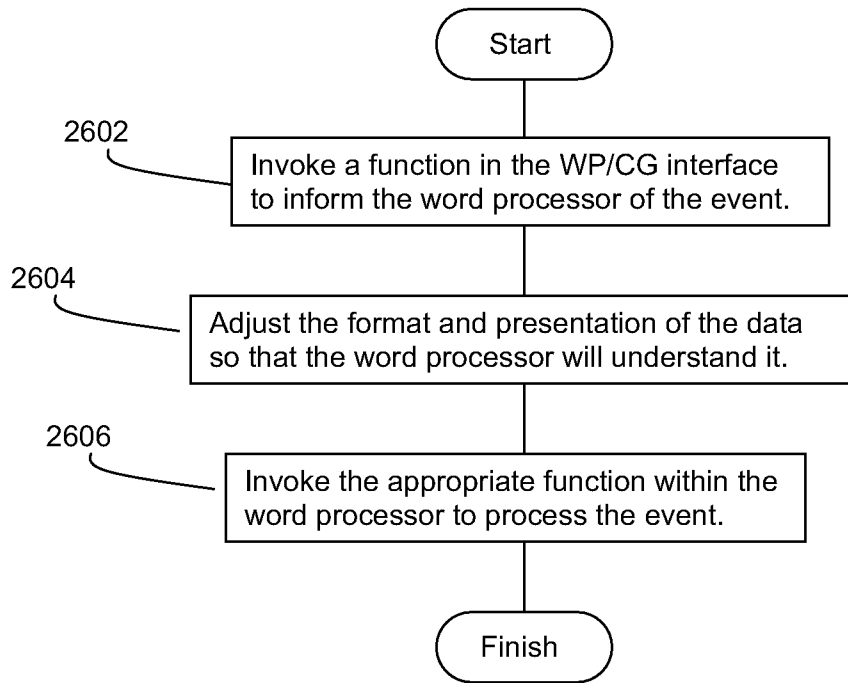 Start
2602
Invoke a function in the WP/CG interface
to inform the word processor of the event.
2604
Adjust the format and presentation of the data
so that the word processor will understand it.
2606
Invoke the appropriate function within the
word processor to process the event.
Finish